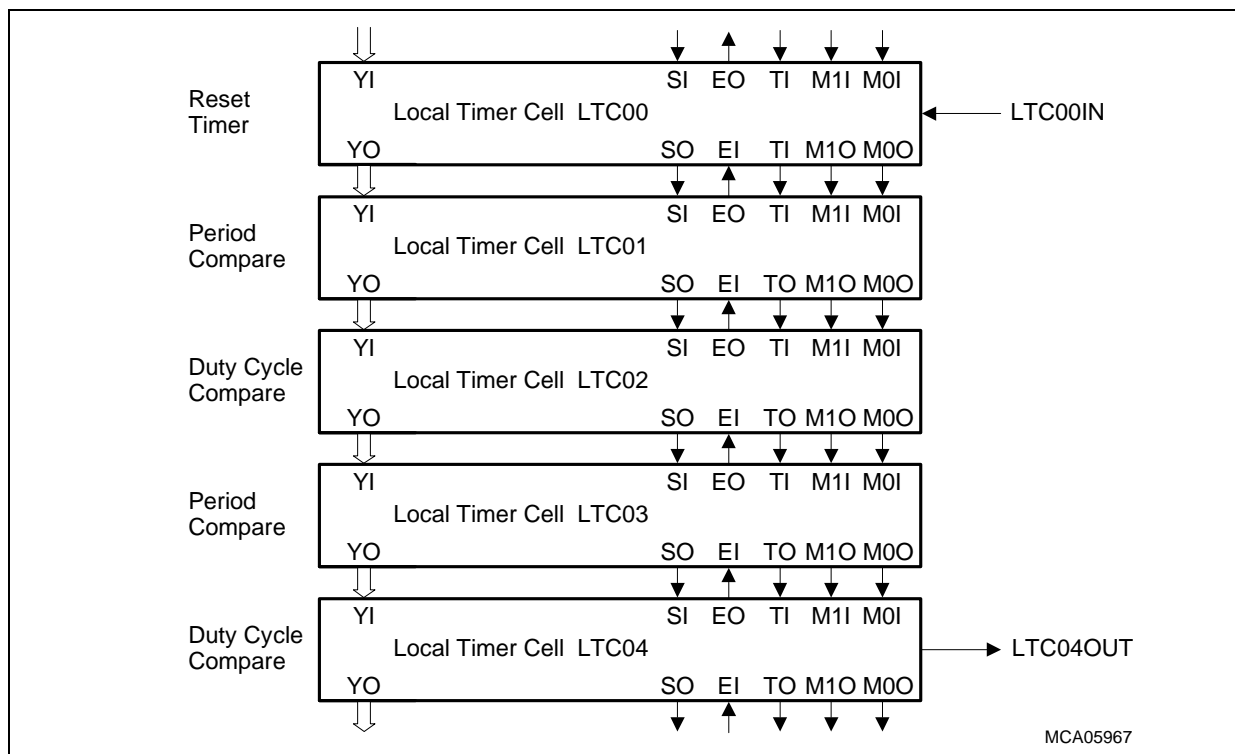 YI SI EO TI M1I M0I
Reset
Timer
Local Timer Cell LTC00
LTC00IN
YO SO EI TI M1O M0O
YI SI EO TI M1I M0I
Period
Compare
Local Timer Cell LTC01
YO SO EI TO M1O M0O
YI SI EO TI M1I M0I
Duty Cycle
Compare
Local Timer Cell LTC02
YO SO EI TO M1O M0O
YI SI EO TI M1I M0I
Period
Compare
Local Timer Cell LTC03
YO SO EI TO M1O M0O
YI SI EO TI M1I M0I
Duty Cycle
Compare
Local Timer Cell LTC04
LTC04OUT
YO SO EI TO M1O M0O
MCA05967